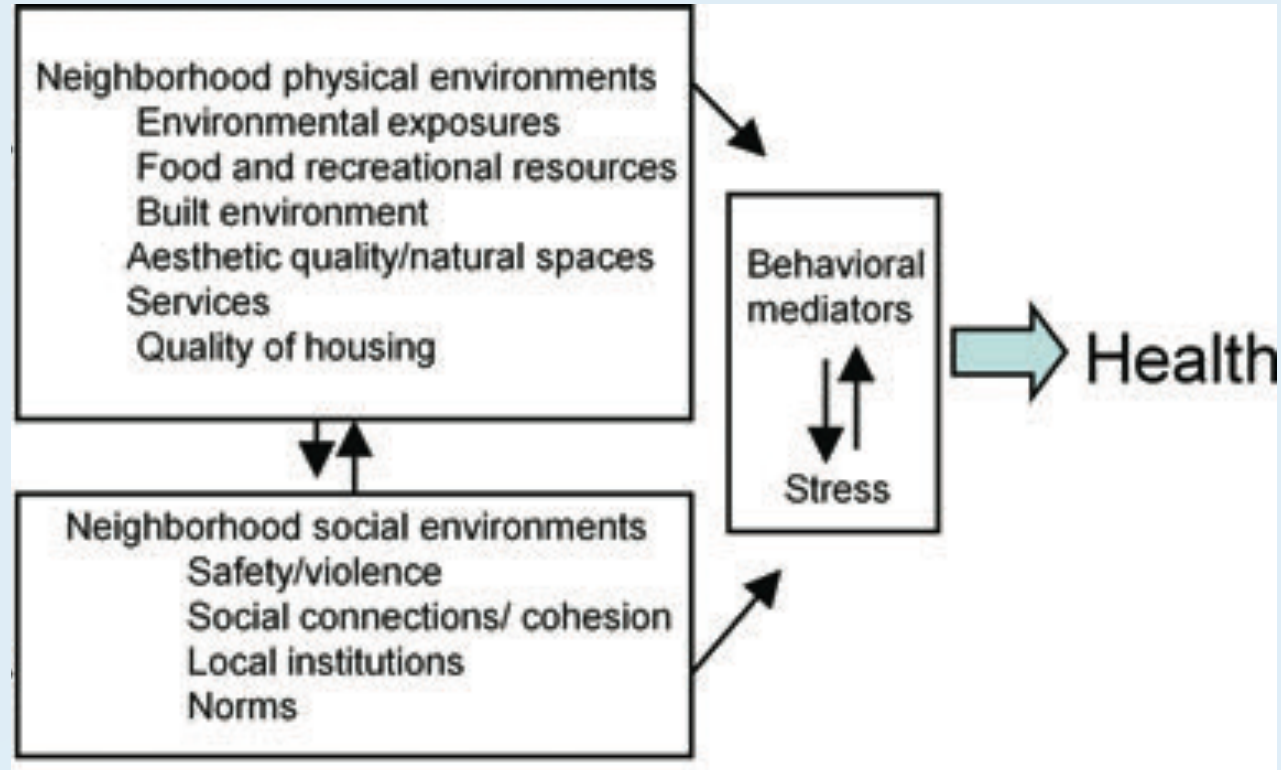 Neighborhood physical environments
Environmental exposures
Food and recreational resources
Built environment
Aesthetic quality/natural spaces
Services
Quality of housing
Neighborhood social environments
Safety/violence
Social connections/ cohesion
Local institutions
Norms
Behavioral
mediators
Stress
Health